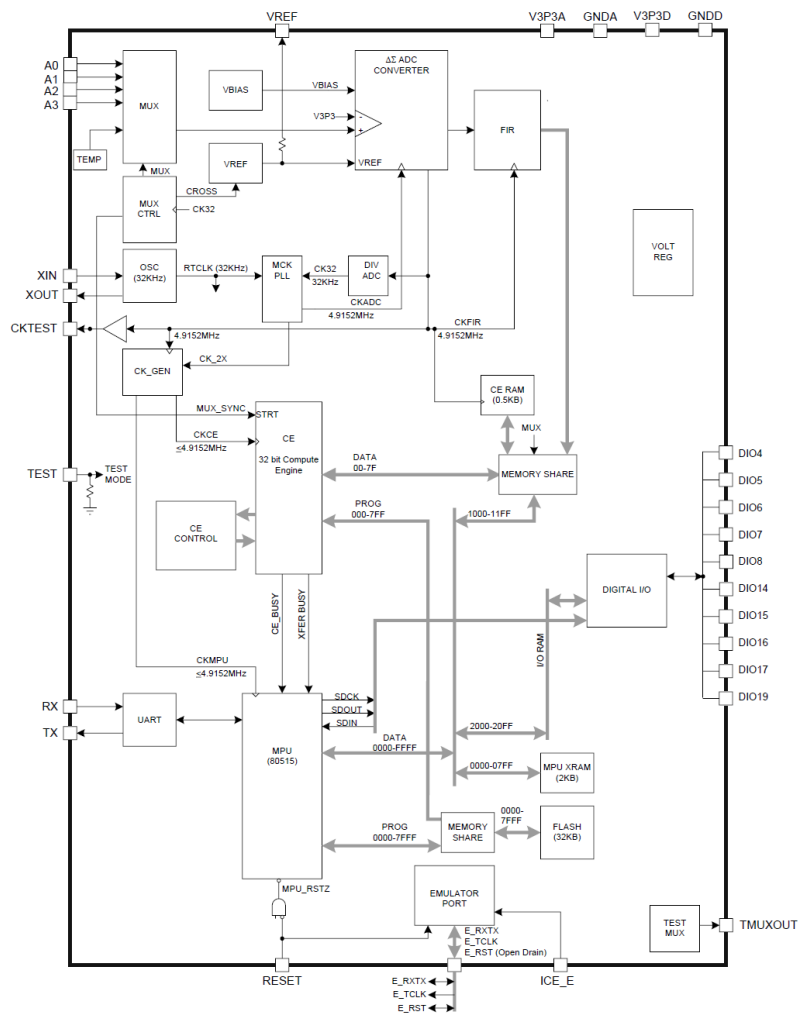 VREF
V3P3A
GNDA
V3P3D
GNDD
A0
A1
A2
A3
MUX
TEMP
VBIAS
VBIAS
ΔΣ ADC
CONVERTER
V3P3
-
+
FIR
VREF
VREF
MUX
CROSS
MUX
CTRL
CK32
VOLT
REG
XIN
XOUT
OSC
(32KHz)
RTCLK (32KHz)
MCK
PLL
CK32
32KHz
DIV
ADC
CKADC
4.9152MHz
CKTEST
4.9152MHz
CKFIR
4.9152MHz
CK_GEN
CK_2X
CE RAM
(0.5KB)
MUX_SYNC
STRT
CKCE
≤4.9152MHz
CE
32 bit Compute
Engine
MUX
MEMORY SHARE
DATA
00-7F
TEST
TEST
MODE
PROG
000-7FF
1000-11FF
CE
CONTROL
DIO4
DIO5
DIO6
DIO7
DIO8
DIO14
DIO15
DIO16
DIO17
DIO19
DIGITAL I/O
I/O RAM
CE_BUSY
XFER BUSY
CKMPU
≤4.9152MHz
RX
TX
UART
SDCK
SDOUT
SDIN
MPU
(80515)
DATA
0000-FFFF
2000-20FF
0000-07FF
MPU XRAM
(2KB)
PROG
0000-7FFF
MEMORY
SHARE
0000-
7FFF
FLASH
(32KB)
MPU_RSTZ
EMULATOR
PORT
E_RXTX
E_TCLK
E_RST (Open Drain)
TEST
MUX
TMUXOUT
RESET
ICE_E
E_RXTX
E_TCLK
E_RST